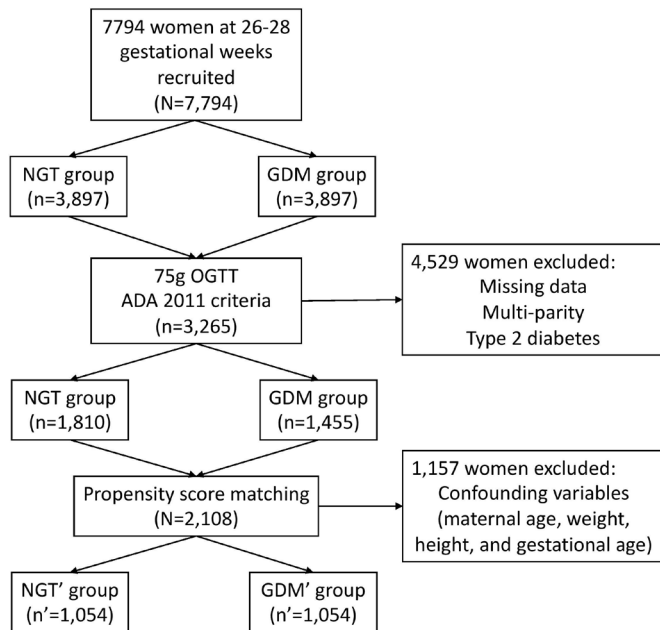 7794 women at 26-28
gestational weeks
recruited
(N=7,794)
NGT group
(n=3,897)
GDM group
(n=3,897)
75g OGTT
ADA 2011 criteria
(n=3,265)
4,529 women excluded:
Missing data
Multi-parity
Type 2 diabetes
NGT group
(n=1,810)
GDM group
(n=1,455)
Propensity score matching
(N=2,108)
1,157 women excluded:
Confounding variables
(maternal age, weight,
height, and gestational age)
NGT’ group
(n’=1,054)
GDM’ group
(n’=1,054)